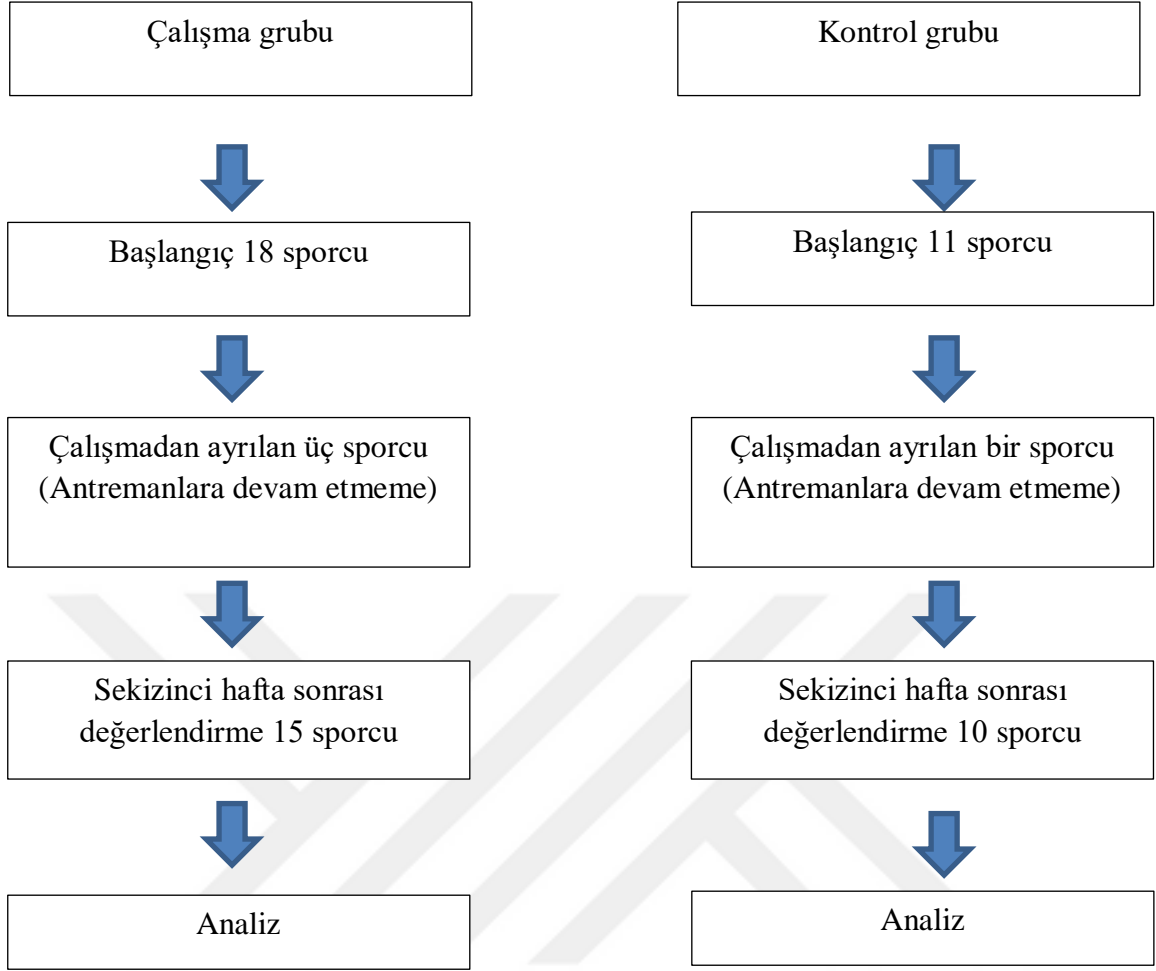 Çalışma grubu
Başlangıç 18 sporcu
Çalışmadan ayrılan üç sporcu
(Antremanlara devam etmeme)
Sekizinci hafta sonrası
değerlendirme 15 sporcu
Analiz
Kontrol grubu
Başlangıç 11 sporcu
Çalışmadan ayrılan bir sporcu
(Antremanlara devam etmeme)
Sekizinci hafta sonrası
değerlendirme 10 sporcu
Analiz